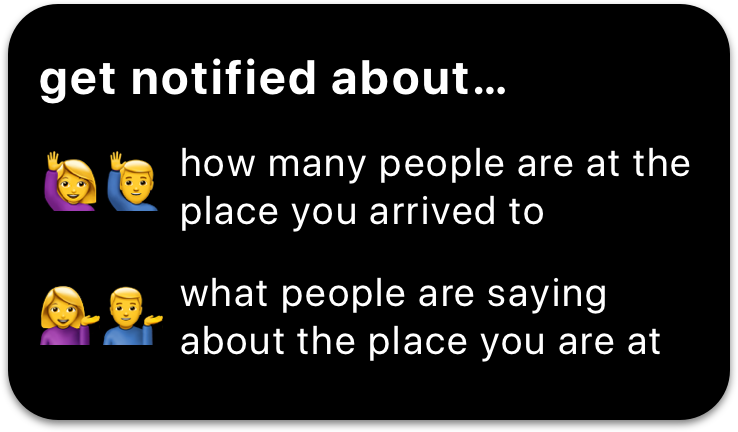 get notified about…
how many people are at the
place you arrived to
what people are saying
about the place you are at